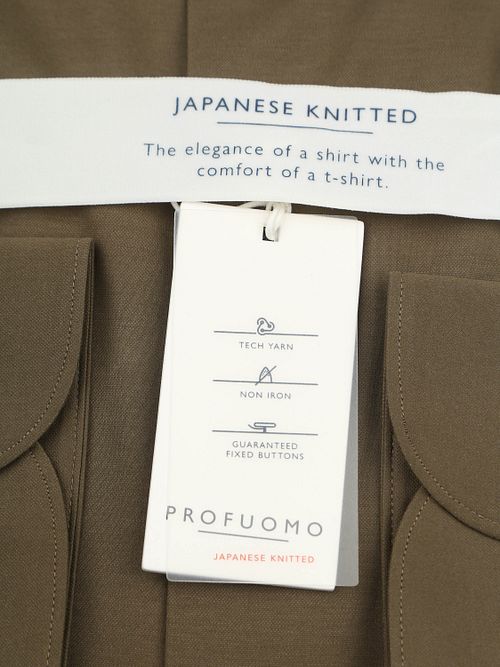 JAPANESE KNITTED
The elegance of a shirt with the
comfort of a t-shirt.
TECH YARN
NON IRON
GUARANTEED
FIXED BUTTONS
PROFUOMO
JAPANESE KNITTED